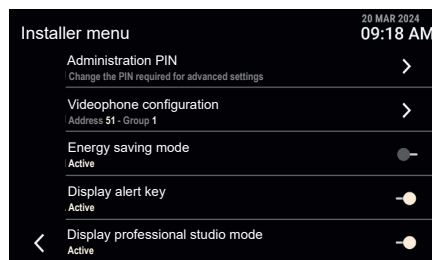 20 MAR 2024
Installer menu
09:18 AM
Administration PIN
Change the PIN required for advanced settings
Videophone configuration
Address 51 - Group 1
Energy saving mode
Active
Display alert key
Active
Display professional studio mode
Active